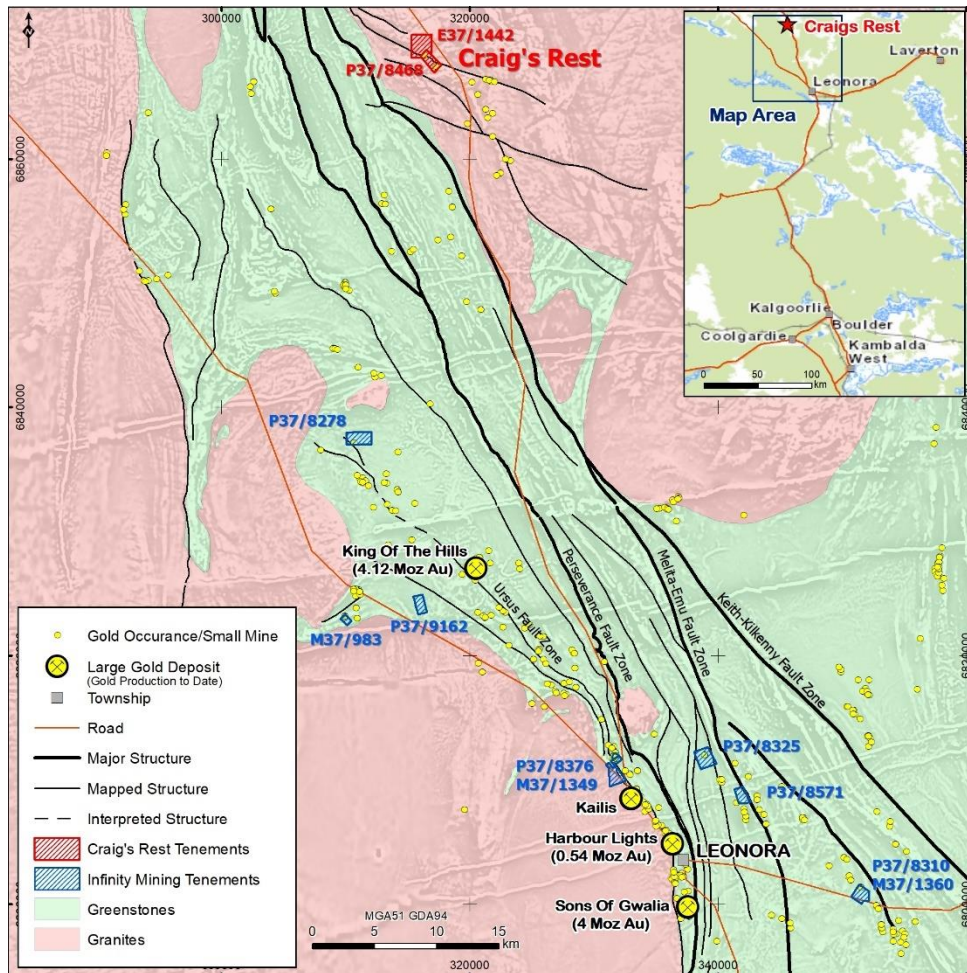 300000
320000
N
E37/1442
Craig's Rest
P37/8468
Craigs Rest
Laverton
Leonora
Map Area
Kalgoorlie
Boulder
Coolgardie
Kambalda
West
0 50 100
km
6860000
6840000
6840000
P37/8278
King Of The Hills
(4.12 Moz Au)
Ursus Fault Zone
Perseverance Fault Zone
Melita-Emu Fault Zone
Keith-Kilkenny Fault Zone
P37/9162
M37/983
6820000
P37/8325
P37/8376
M37/1349
P37/8571
Kailis
Harbour Lights
(0.54 Moz Au)
LEONORA
P37/8310
M37/1360
Sons Of Gwalia
(4 Moz Au)
6800000
Gold Occurance/Small Mine
Large Gold Deposit
(Gold Production to Date)
Township
Road
Major Structure
Mapped Structure
Interpreted Structure
Craig's Rest Tenements
Infinity Mining Tenements
Greenstones
Granites
MGA51 GDA94
0 5 10 15
km
320000
340000